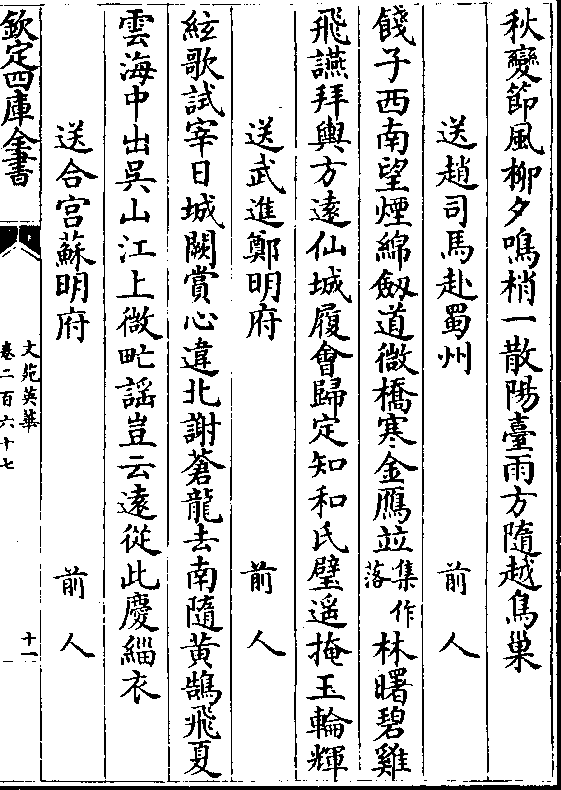 秋變節風柳夕鳴梢一散陽臺雨方隨越鳥巢
送趙司馬赴蜀州 前人
餞子西南望煙綿劔道微橋寒金鴈竝集作落林曙碧雞
飛讌拜輿方遠仙城履會歸定知和氏璧遥掩玉輪輝
送武進鄭明府 前人
絃歌試宰日城闕賞心違北謝蒼龍去南隨黄鵠飛夏
雲海中出吳山江上微甿謡豈云遠從此慶緇衣
送合宫蘇明府 前人
欽定四庫全書
文苑英華
卷二百六十七
十一